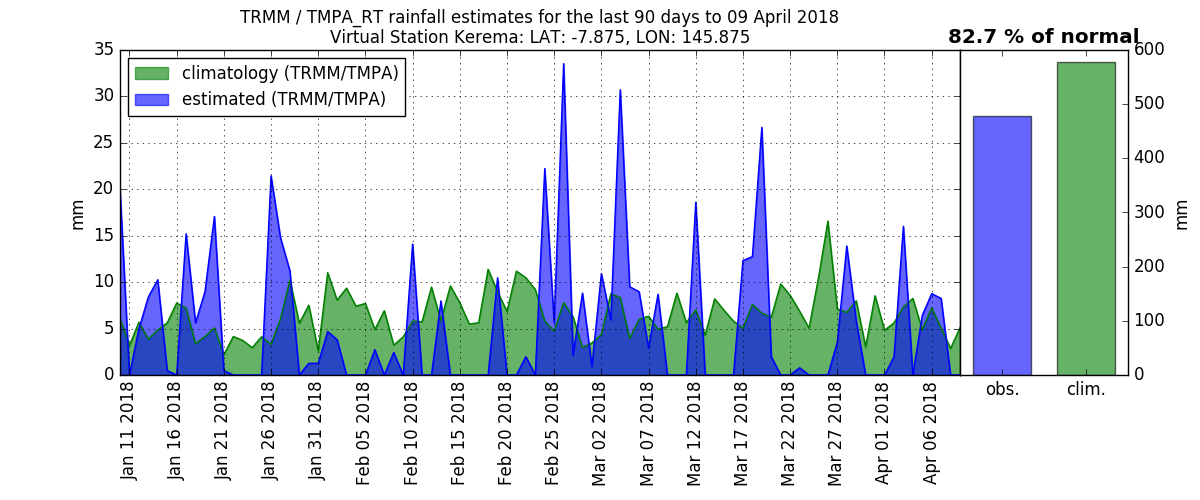 TRMM / TMPA_RT rainfall estimates for the last 90 days to 09 April 2018
Virtual Station Kerema: LAT: -7.875, LON: 145.875
82.7 % of normal
climatology (TRMM/TMPA)
estimated (TRMM/TMPA)
35
30
25
20
15
10
5
0
mm
Jan 11 2018
Jan 16 2018
Jan 21 2018
Jan 26 2018
Jan 31 2018
Feb 05 2018
Feb 10 2018
Feb 15 2018
Feb 20 2018
Feb 25 2018
Mar 02 2018
Mar 07 2018
Mar 12 2018
Mar 17 2018
Mar 22 2018
Mar 27 2018
Apr 01 2018
Apr 06 2018
obs.
clim.
600
500
400
300
200
100
0
mm